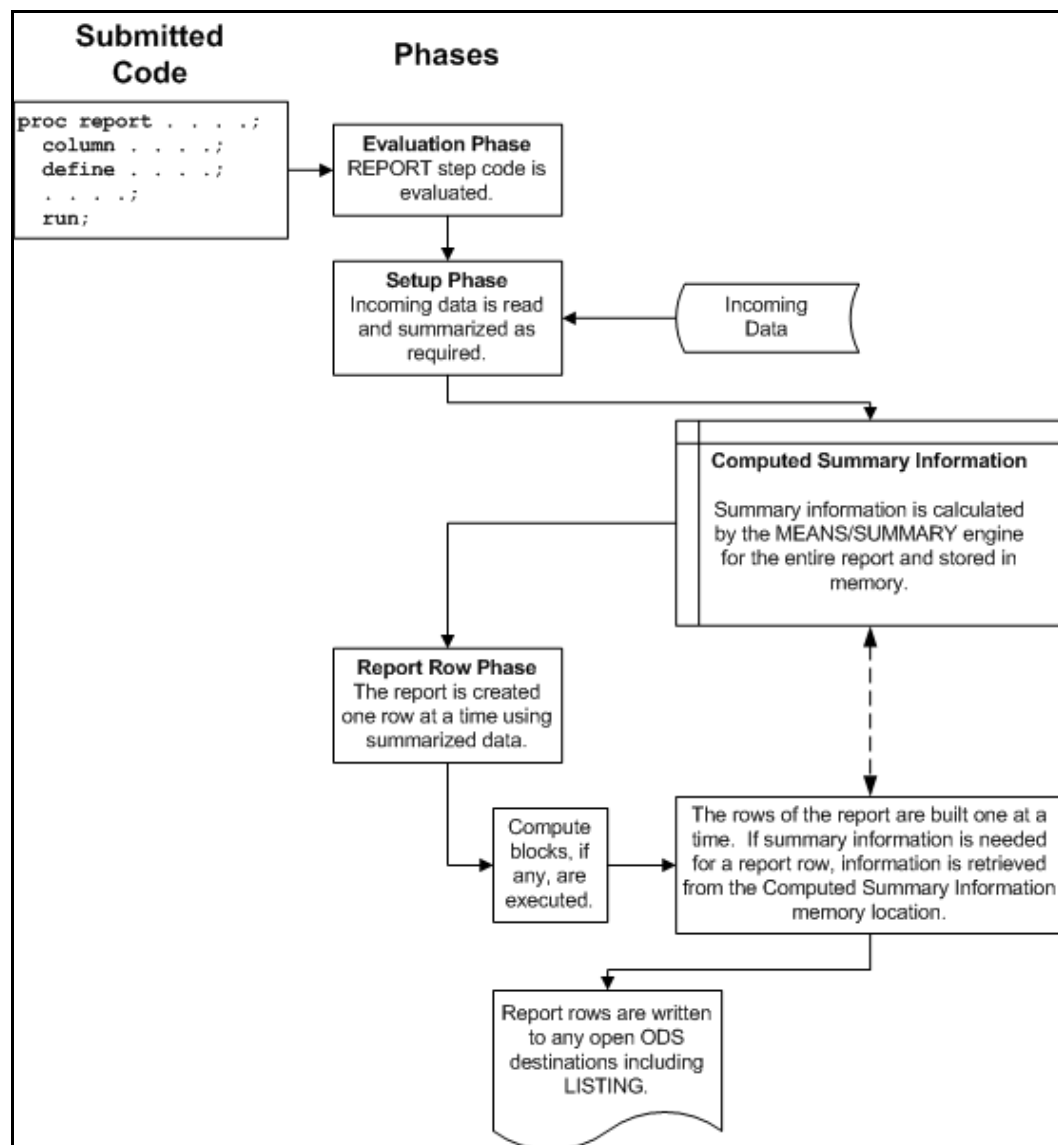 Submitted
Code
Phases
proc report . . . .;
column . . . .;
define . . . .;
. . . .;
run;
Evaluation Phase
REPORT step code is
evaluated.
Setup Phase
Incoming data is read
and summarized as
required.
Incoming
Data
Computed Summary Information
Summary information is calculated
by the MEANS/SUMMARY engine
for the entire report and stored in
memory.
Report Row Phase
The report is created
one row at a time using
summarized data.
Compute
blocks, if
any, are
executed.
The rows of the report are built one at a
time. If summary information is needed
for a report row, information is retrieved
from the Computed Summary Information
memory location.
Report rows are written
to any open ODS
destinations including
LISTING.